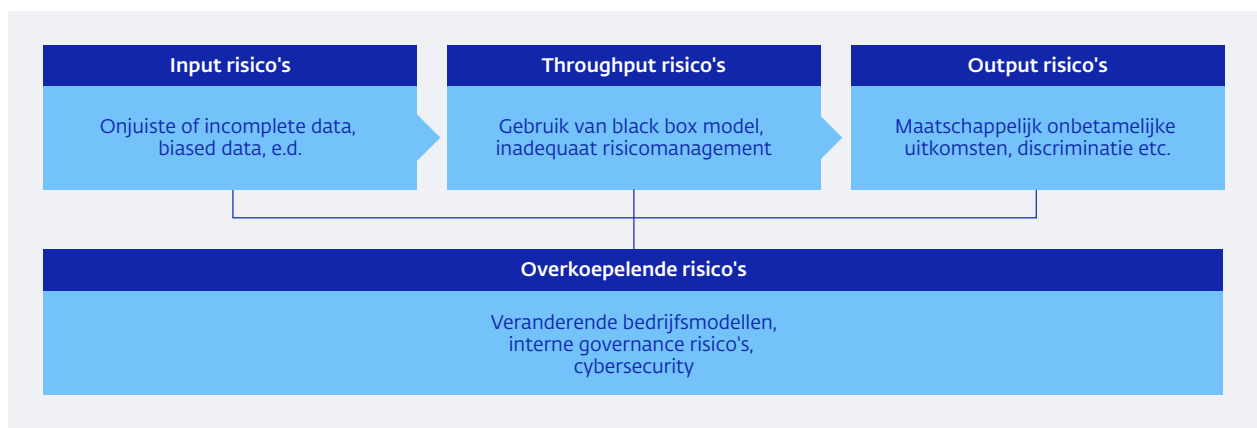 Input risico's
Onjuiste of incomplete data,
biased data, e.d.
Throughput risico's
Gebruik van black box model,
inadequaat risicomanagement
Output risico's
Maatschappelijk onbetamelijke
uitkomsten, discriminatie etc.
Overkoepelende risico's
Veranderende bedrijfsmodellen,
interne governance risico's,
cybersecurity